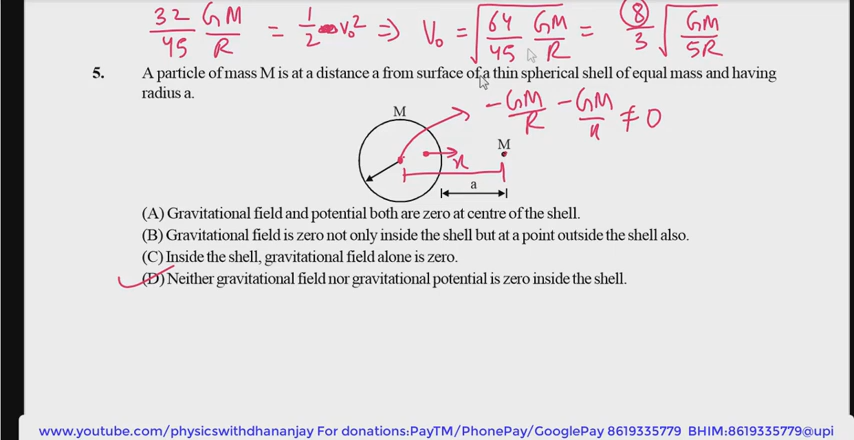 32/45 GM/R = 1/2 v₀² ⇒ V₀ = √(64/45 GM/R) = 8/3 √(GM/5R)
5. A particle of mass M is at a distance a from surface of a thin spherical shell of equal mass and having
radius a.
-GM/R - GM/x ≠ 0
M
M
x
a
(A) Gravitational field and potential both are zero at centre of the shell.
(B) Gravitational field is zero not only inside the shell but at a point outside the shell also.
(C) Inside the shell, gravitational field alone is zero.
(D) Neither gravitational field nor gravitational potential is zero inside the shell.
www.youtube.com/physicswithdhananjay For donations:PayTM/PhonePay/GooglePay 8619335779 BHIM:8619335779@upi